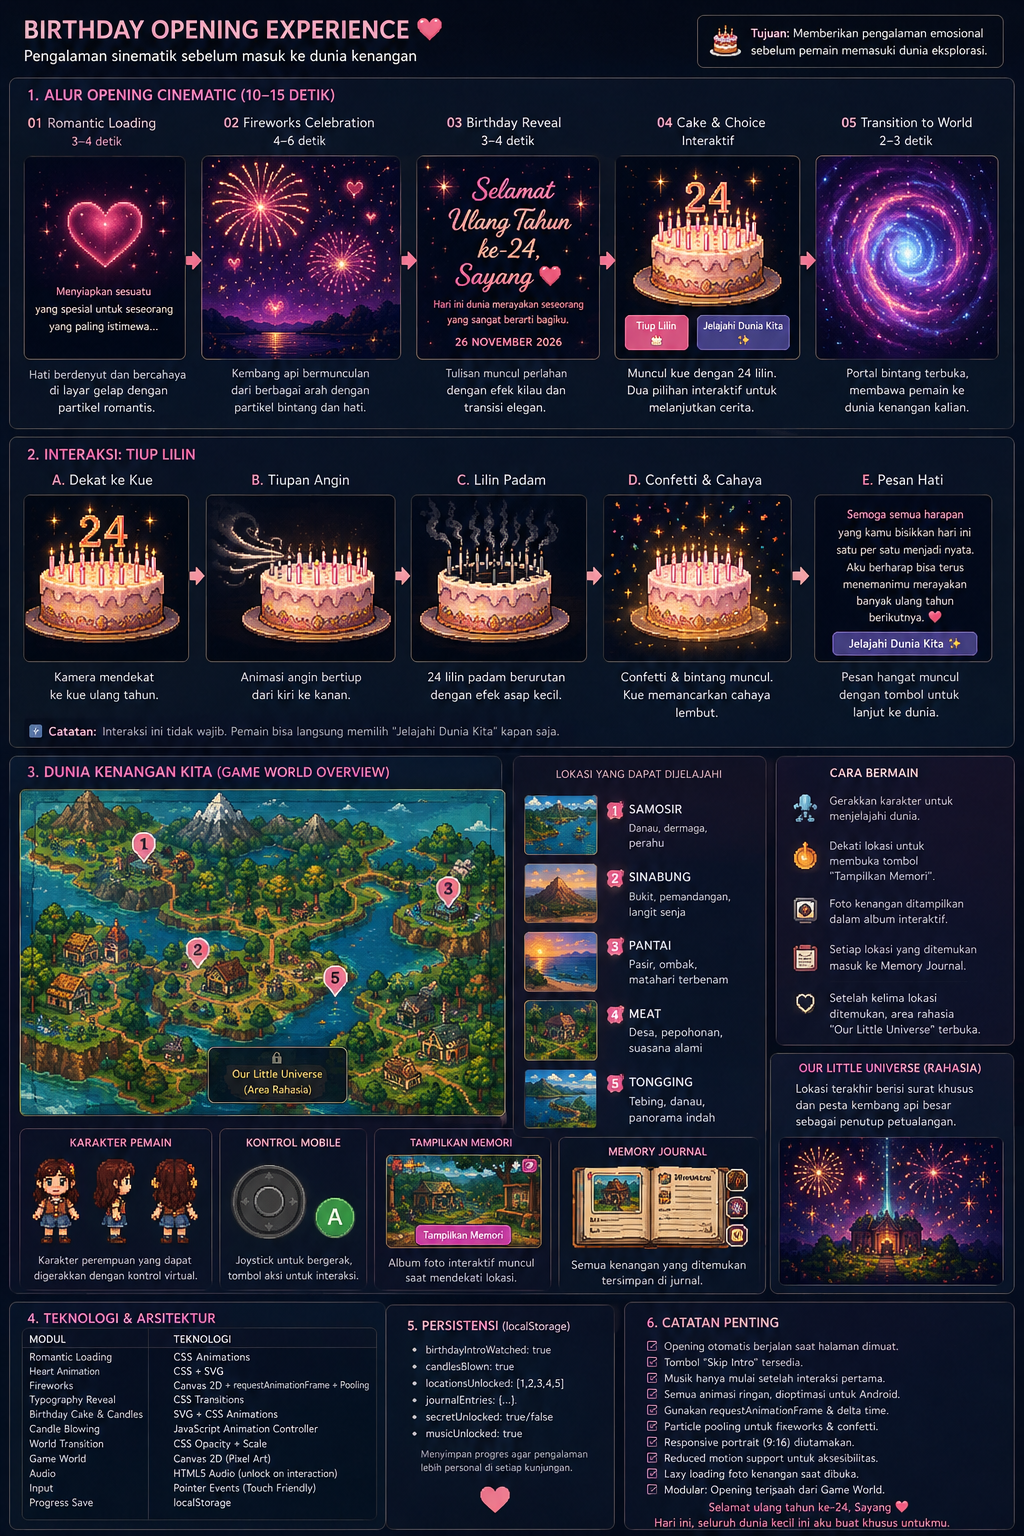 BIRTHDAY OPENING EXPERIENCE
Pengalaman sinematik sebelum masuk ke dunia kenangan
Tujuan: Memberikan pengalaman emosional
sebelum pemain memasuki dunia eksplorasi.
1. ALUR OPENING CINEMATIC (10–15 DETIK)
01 Romantic Loading
3–4 detik
Menyiapkan sesuatu
yang spesial untuk seseorang
yang paling istimewa...
Hati berdenyut dan bercahaya
di layar gelap dengan
partikel romantis.
02 Fireworks Celebration
4–6 detik
Kembang api bermunculan
dari berbagai arah dengan
partikel bintang dan hati.
03 Birthday Reveal
3–4 detik
Selamat
Ulang Tahun
ke-24,
Sayang
Hari ini dunia merayakan seseorang
yang sangat berarti bagiku.
26 NOVEMBER 2026
Tulisan muncul perlahan
dengan efek kilau dan
transisi elegan.
04 Cake & Choice
Interaktif
24
Tiup Lilin
Jelajahi Dunia Kita
Muncul kue dengan 24 lilin.
Dua pilihan interaktif untuk
melanjutkan cerita.
05 Transition to World
2–3 detik
Portal bintang terbuka,
membawa pemain ke
dunia kenangan kalian.
2. INTERAKSI: TIUP LILIN
A. Dekat ke Kue
24
Kamera mendekat
ke kue ulang tahun.
B. Tiupan Angin
Animasi angin bertiup
dari kiri ke kanan.
C. Lilin Padam
24 lilin padam berurutan
dengan efek asap kecil.
D. Confetti & Cahaya
Confetti & bintang muncul.
Kue memancarkan cahaya
lembut.
E. Pesan Hati
Semoga semua harapan
yang kamu bisikkan hari ini
satu per satu menjadi nyata.
Aku berharap bisa terus
menemanimu merayakan
banyak ulang tahun
berikutnya.
Jelajahi Dunia Kita
Pesan hangat muncul
dengan tombol untuk
lanjut ke dunia.
Catatan: Interaksi ini tidak wajib. Pemain bisa langsung memilih "Jelajahi Dunia Kita" kapan saja.
3. DUNIA KENANGAN KITA (GAME WORLD OVERVIEW)
1
2
3
5
Our Little Universe
(Area Rahasia)
LOKASI YANG DAPAT DIJELAJAHI
1 SAMOSIR
Danau, dermaga,
perahu
2 SINABUNG
Bukit, pemandangan,
langit senja
3 PANTAI
Pasir, ombak,
matahari terbenam
4 MEAT
Desa, pepohonan,
suasana alami
5 TONGGING
Tebing, danau,
panorama indah
CARA BERMAIN
Gerakkan karakter untuk
menjelahi dunia.
Dekati lokasi untuk
membuka tombol
"Tampilkan Memori".
Foto kenangan ditampilkan
dalam album interaktif.
Setiap lokasi yang ditemukan
masuk ke Memory Journal.
Setelah kelima lokasi
ditemukan, area rahasia
"Our Little Universe" terbuka.
OUR LITTLE UNIVERSE (RAHASIA)
Lokasi terakhir berisi surat khusus
dan pesta kembang api besar
sebagai penutup petualangan.
KARAKTER PEMAIN
Karakter perempuan yang dapat
digerakkan dengan kontrol virtual.
KONTROL MOBILE
A
Joystick untuk bergerak,
tombol aksi untuk interaksi.
TAMPILKAN MEMORI
Tampilkan Memori
Album foto interaktif muncul
saat mendekati lokasi.
MEMORY JOURNAL
Semua kenangan yang ditemukan
tersimpan di jurnal.
4. TEKNOLOGI & ARSITEKTUR
MODUL TEKNOLOGI
Romantic Loading CSS Animations
Heart Animation CSS + SVG
Fireworks Canvas 2D + requestAnimationFrame + Pooling
Typography Reveal CSS Transitions
Birthday Cake & Candles SVG + CSS Animations
Candle Blowing JavaScript Animation Controller
World Transition CSS Opacity + Scale
Game World Canvas 2D (Pixel Art)
Audio HTML5 Audio (unlock on interaction)
Input Pointer Events (Touch Friendly)
Progress Save localStorage
5. PERSISTENSI (localStorage)
• birthdayIntroWatched: true
• candlesBlown: true
• locationsUnlocked: [1,2,3,4,5]
• journalEntries: {...}.
• secretUnlocked: true/false
• musicUnlocked: true
Menyimpan progres agar pengalaman
lebih personal di setiap kunjungan.
6. CATATAN PENTING
Opening otomatis berjalan saat halaman dimuat.
Tombol "Skip Intro" tersedia.
Musik hanya mulai setelah interaksi pertama.
Semua animasi ringan, dioptimasi untuk Android.
Gunakan requestAnimationFrame & delta time.
Particle pooling untuk fireworks & confetti.
Responsive portrait (9:16) diutamakan.
Reduced motion support untuk aksesibilitas.
Laxy loading foto kenangan saat dibuka.
Modular: Opening terjsaah dari Game World.
Selamat ulang tahun ke-24, Sayang
Hari ini, seluruh dunia kecil ini aku buat khusus untukmu.